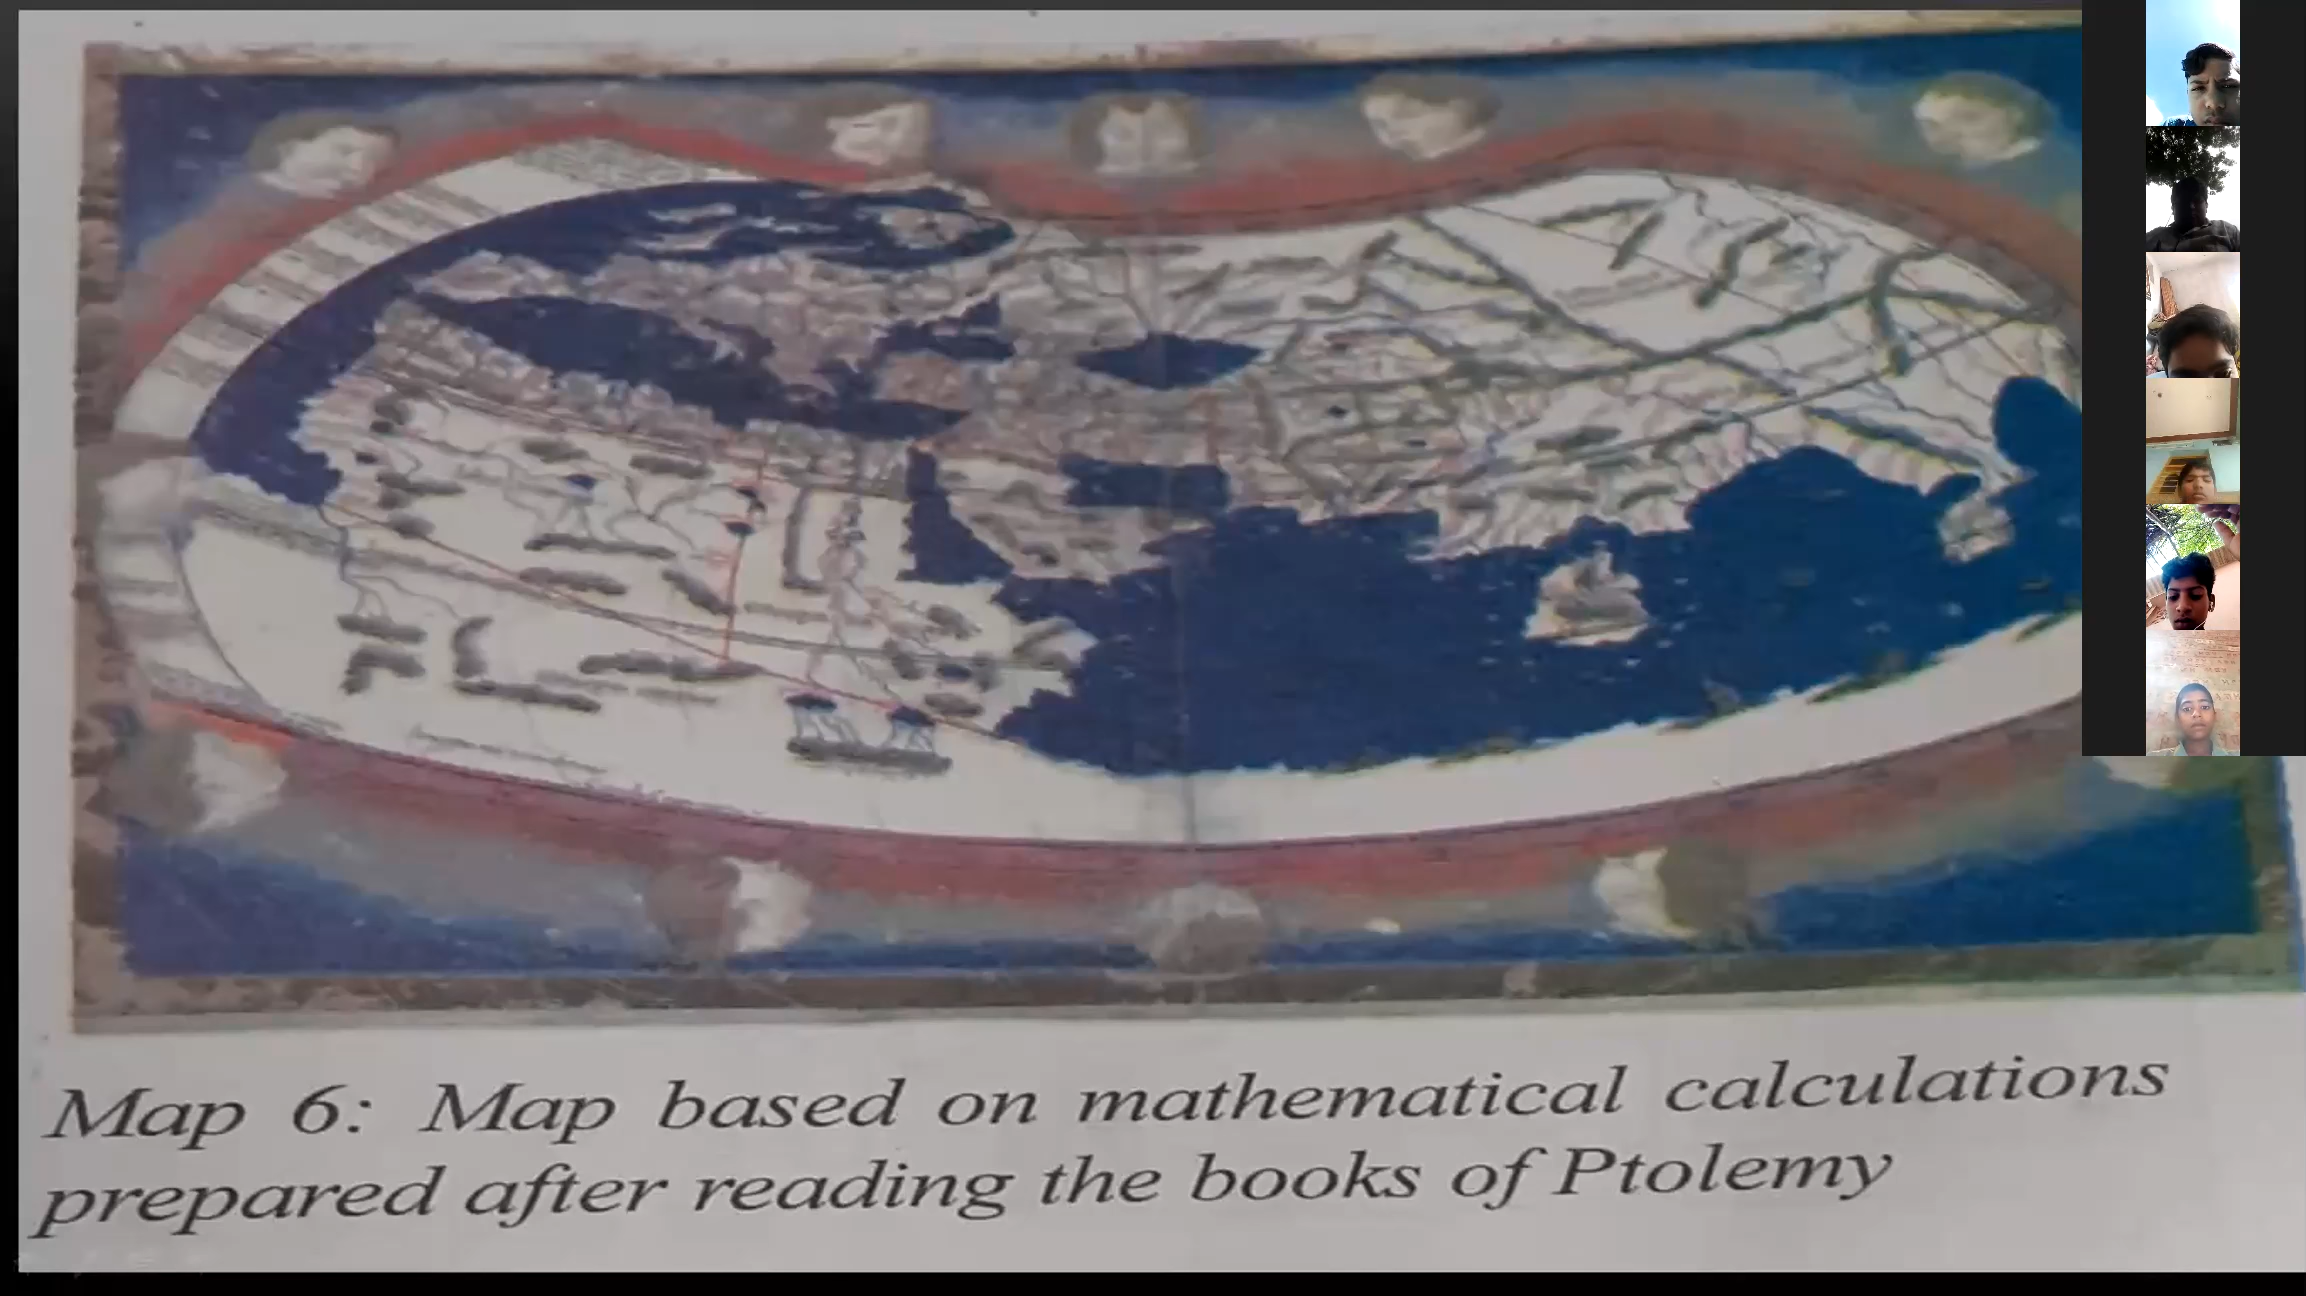 Map 6: Map based on mathematical calculations
prepared after reading the books of Ptolemy